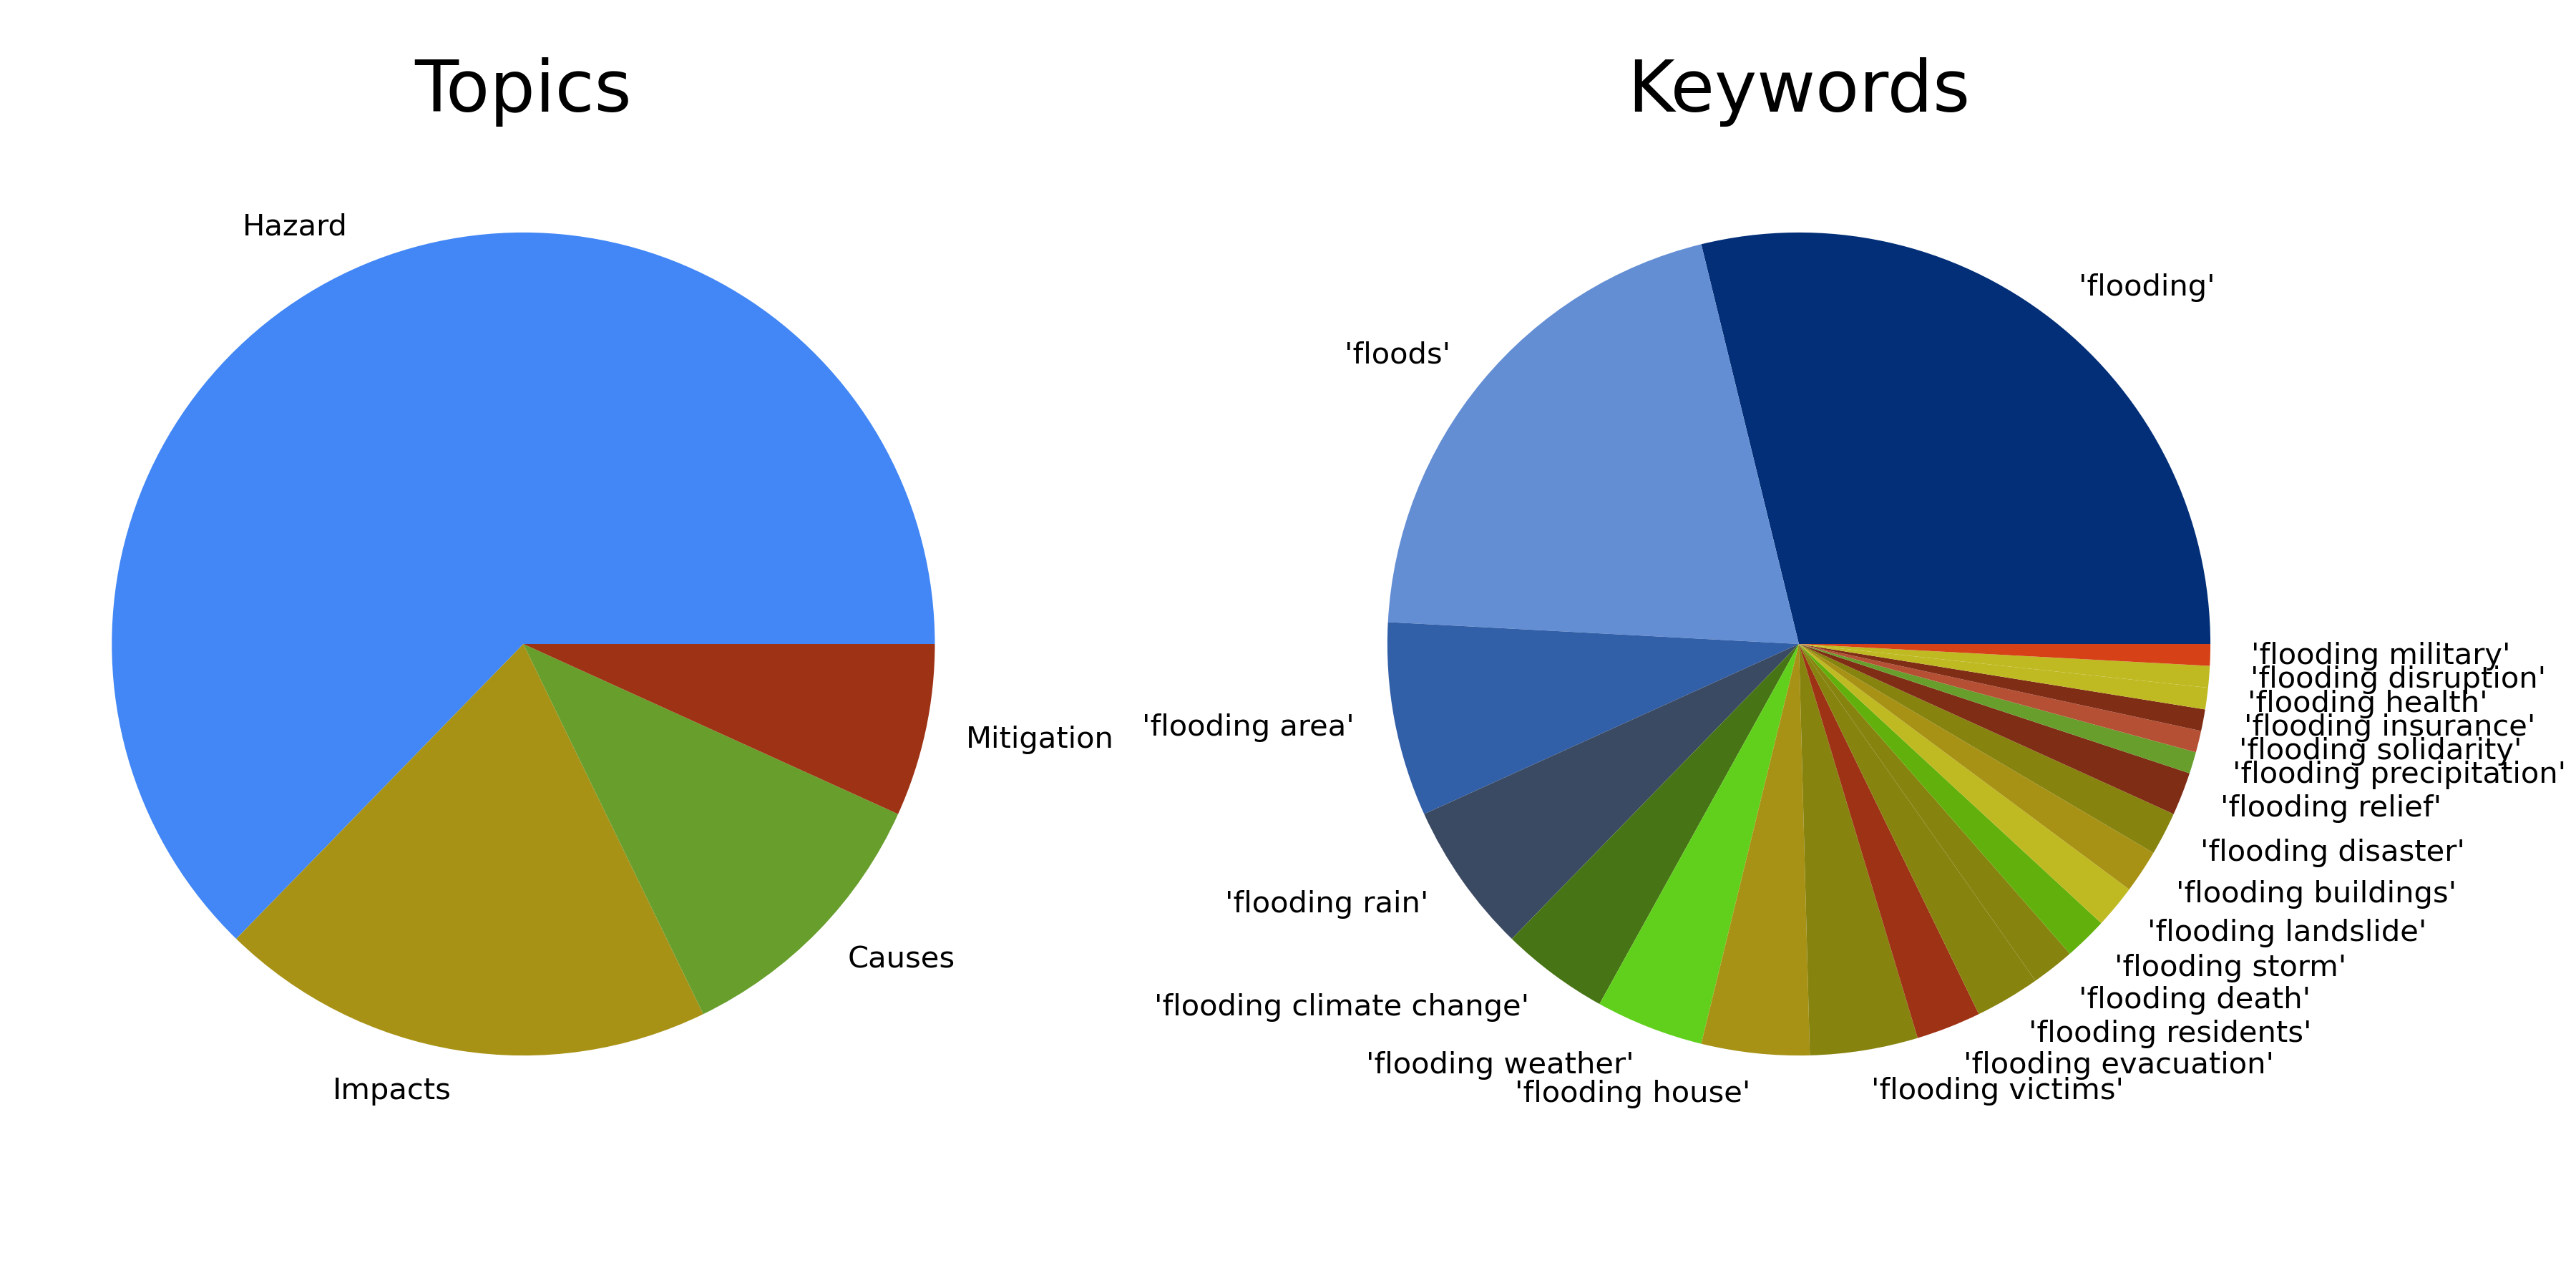 Topics
Hazard
Mitigation
Causes
Impacts
Keywords
'flooding'
'floods'
'flooding area'
'flooding rain'
'flooding climate change'
'flooding weather'
'flooding house'
'flooding victims'
'flooding evacuation'
'flooding residents'
'flooding death'
'flooding storm'
'flooding landslide'
'flooding buildings'
'flooding disaster'
'flooding relief'
'flooding precipitation'
'flooding solidarity'
'flooding insurance'
'flooding health'
'flooding disruption'
'flooding military'